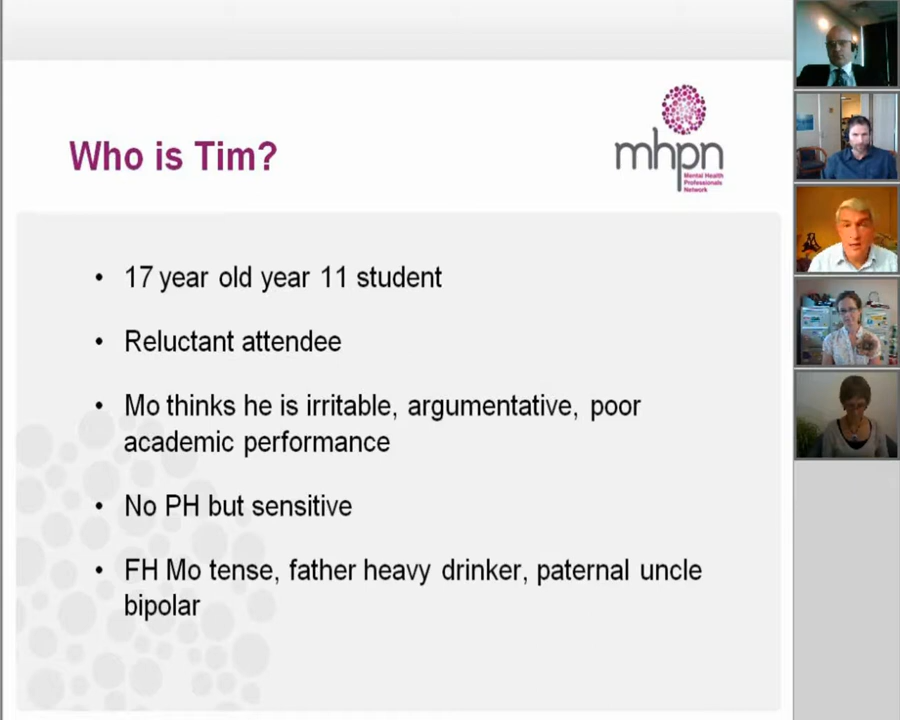 Who is Tim?
mhpn
Mental Health
Professionals
Network
• 17 year old year 11 student
• Reluctant attendee
• Mo thinks he is irritable, argumentative, poor
academic performance
• No PH but sensitive
• FH Mo tense, father heavy drinker, paternal uncle
bipolar